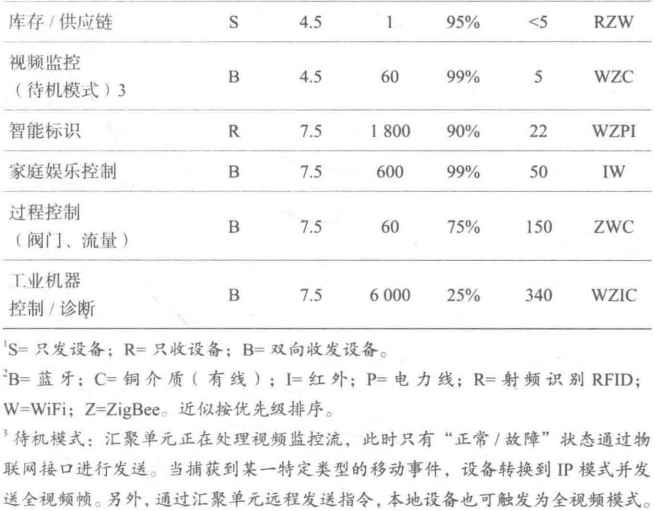 库存/供应链 S 4.5 1 95% <5 RZW
视频监控
（待机模式）3 B 4.5 60 99% 5 WZC
智能标识 R 7.5 1 800 90% 22 WZPI
家庭娱乐控制 B 7.5 600 99% 50 IW
过程控制
（阀门、流量） B 7.5 60 75% 150 ZWC
工业机器
控制/诊断 B 7.5 6 000 25% 340 WZIC
¹S=只发设备；R=只收设备；B=双向收发设备。
²B=蓝牙；C=铜介质（有线）；I=红外；P=电力线；R=射频识别RFID；
W=WiFi；Z=ZigBee。近似按优先级排序。
³待机模式：汇聚单元正在处理视频监控流，此时只有“正常/故障”状态通过物
联网接口进行发送。当捕获到某一特定类型的移动事件，设备转换到IP模式并发
送全视频帧。另外，通过汇聚单元远程发送指令，本地设备也可触发为全视频模式。